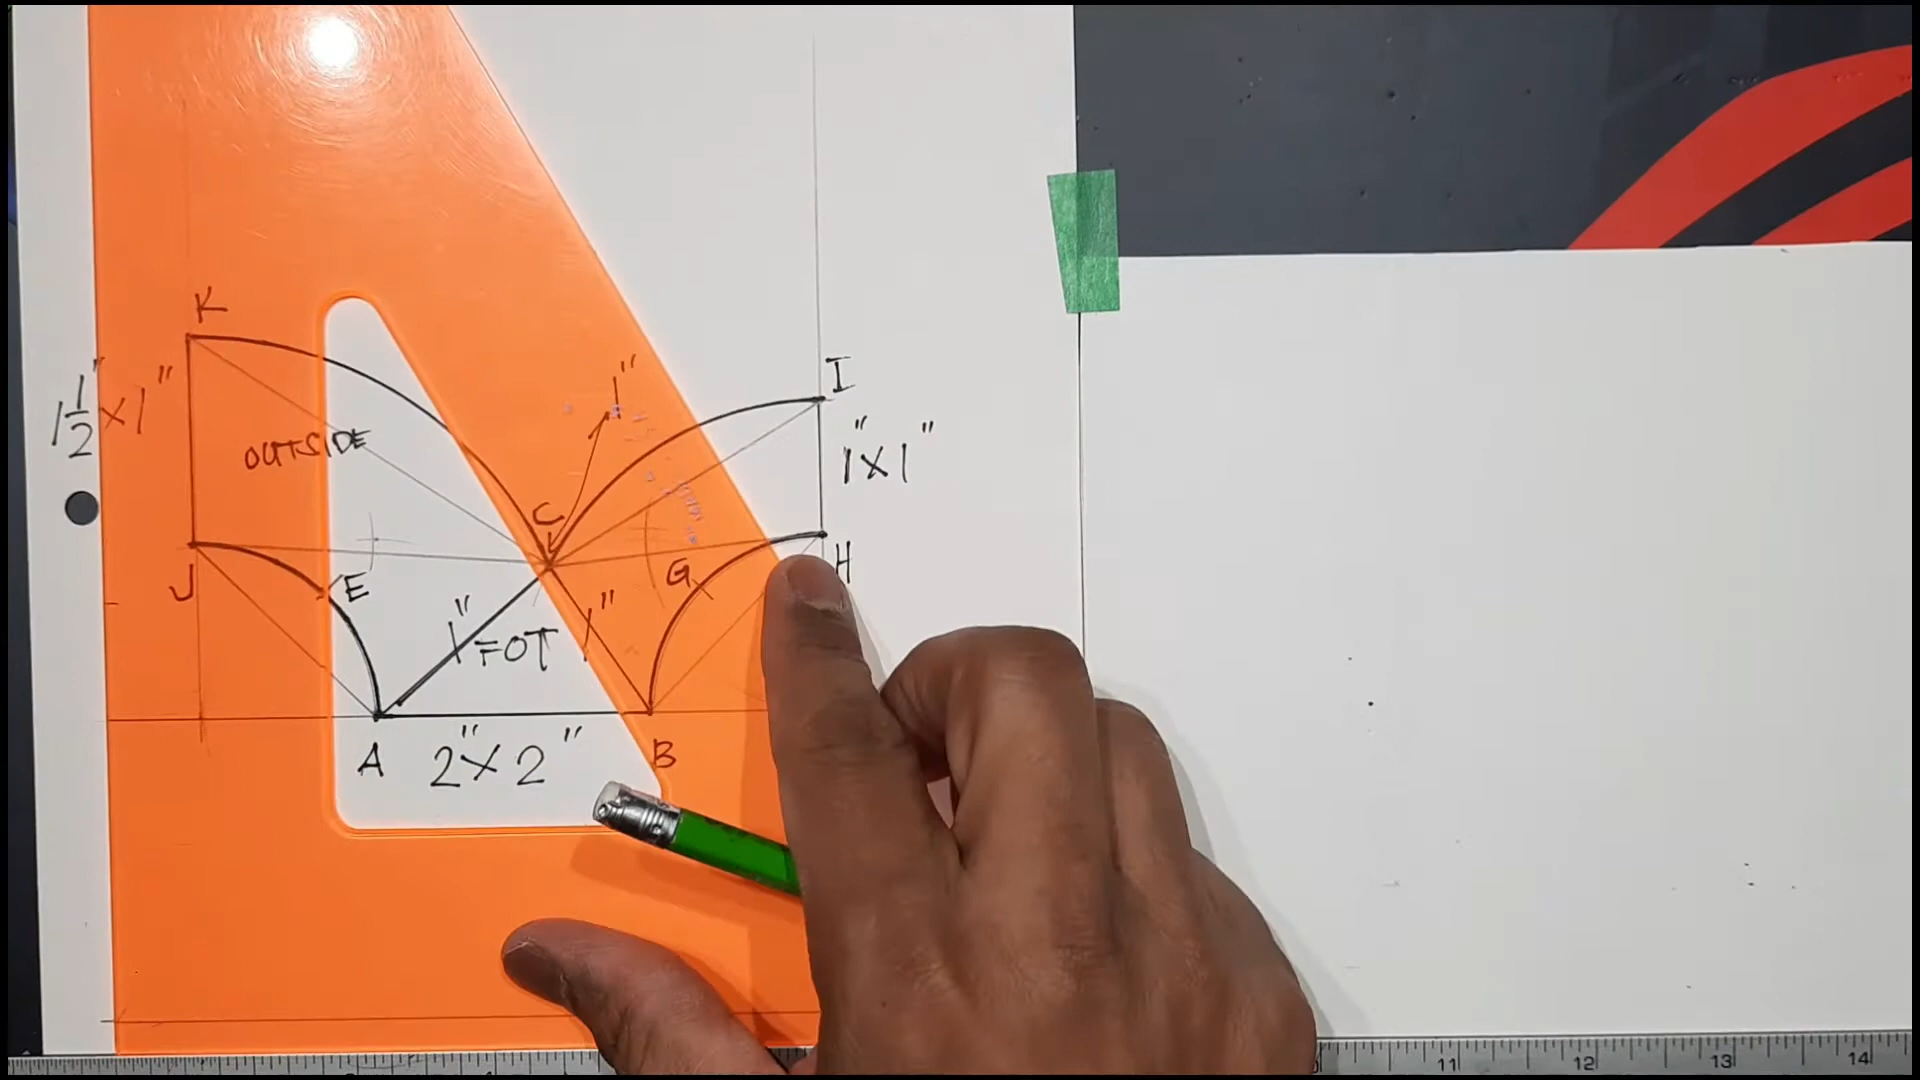 K
I
1"
1 1/2" X 1"
OUTSIDE
1" X 1"
C
J
E
G
H
1"
FOT
1"
A
2" X 2"
B
11
12
13
14